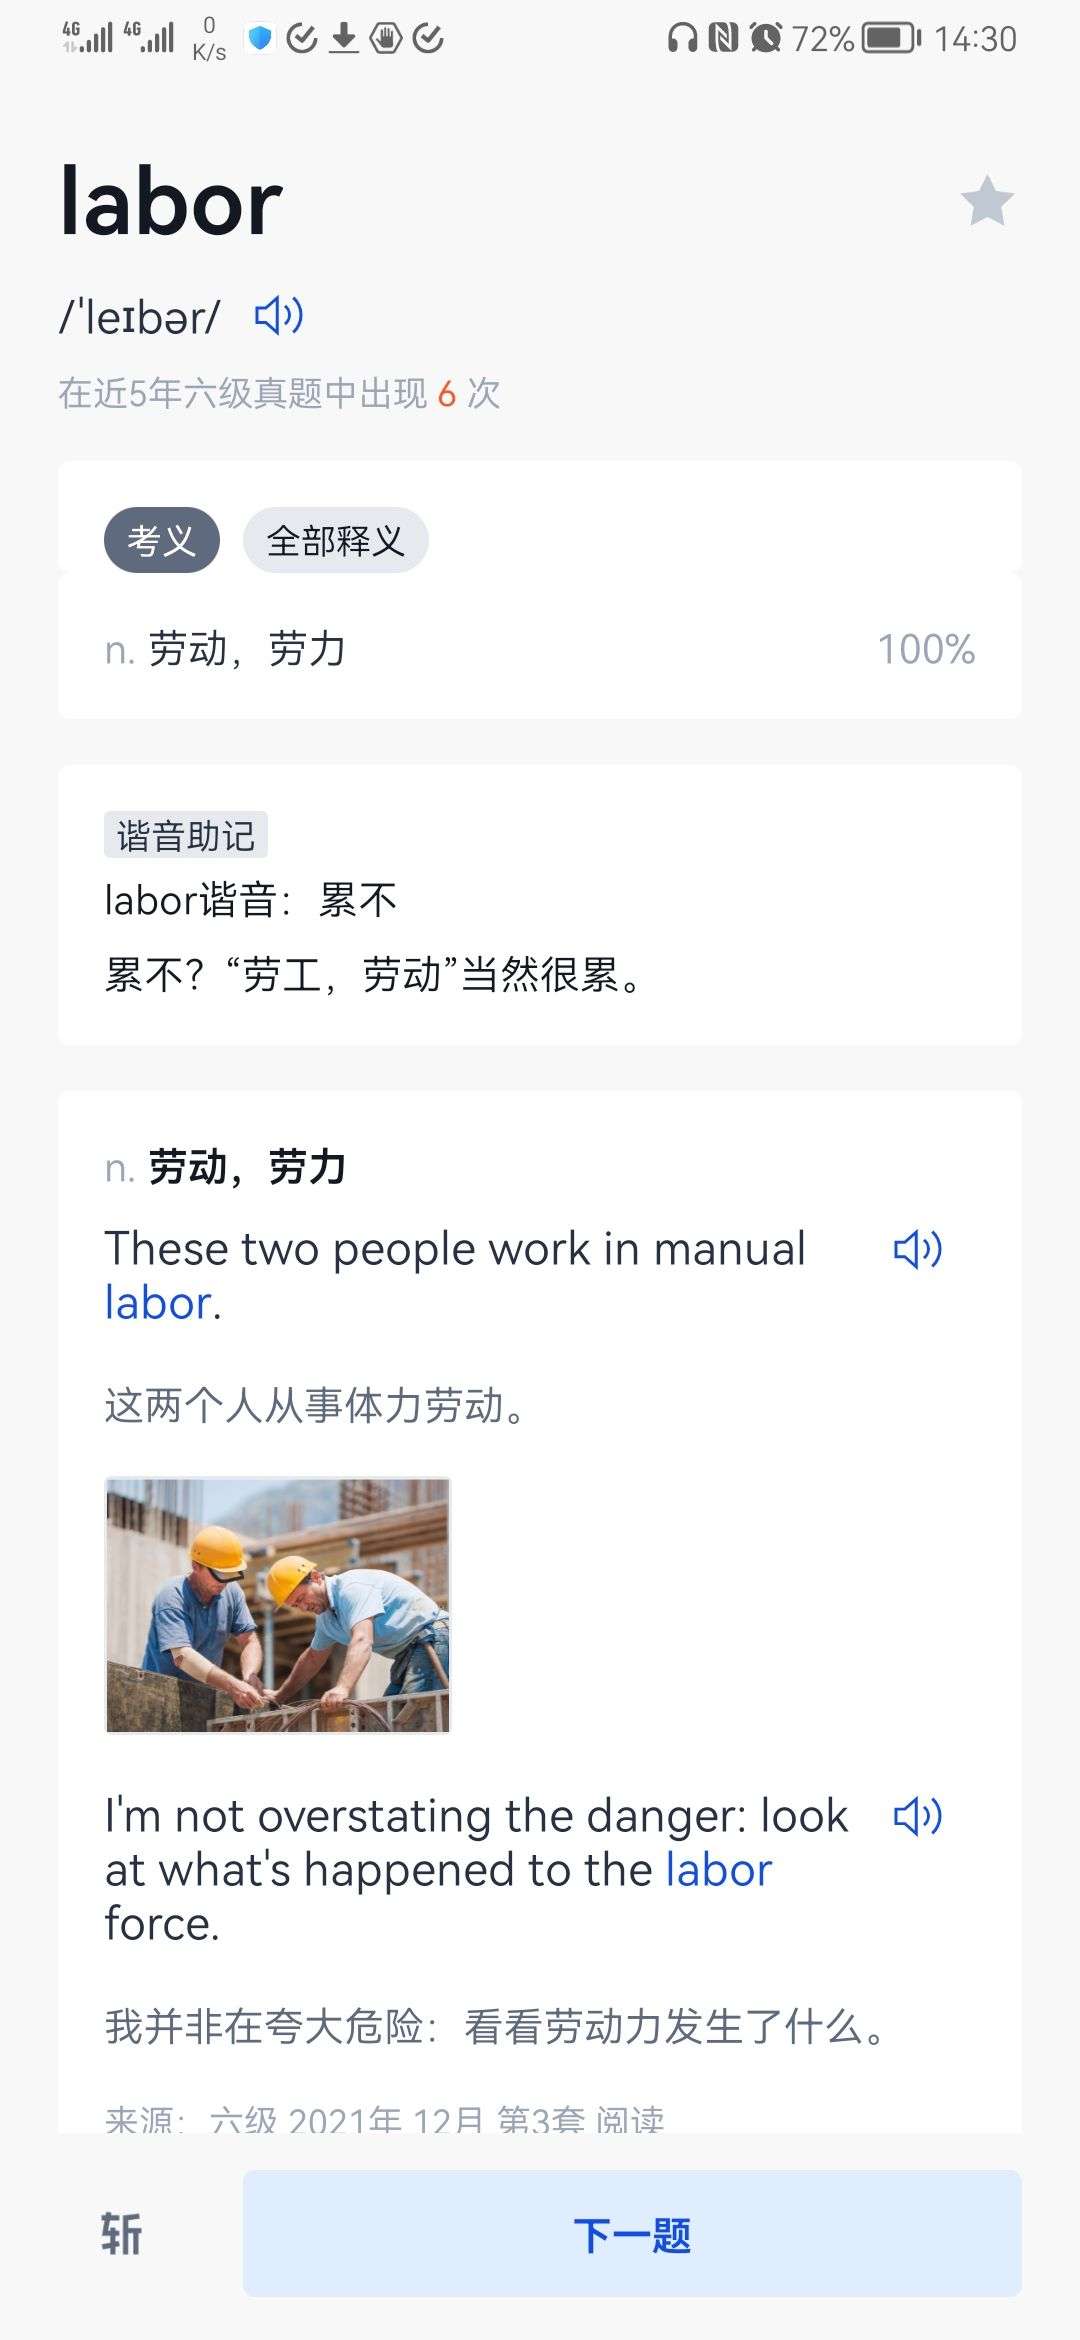 4G 4G 0 K/s 72% 14:30
labor
/ˈleɪbər/
在近5年六级真题中出现 6 次
考义 全部释义
n. 劳动，劳力 100%
谐音助记
labor谐音：累不
累不？“劳工，劳动”当然很累。
n. 劳动，劳力
These two people work in manual
labor.
这两个人从事体力劳动。
I'm not overstating the danger: look
at what's happened to the labor
force.
我并非在夸大危险：看看劳动力发生了什么。
来源：六级 2021年 12月 第3套 阅读
斩 下一题